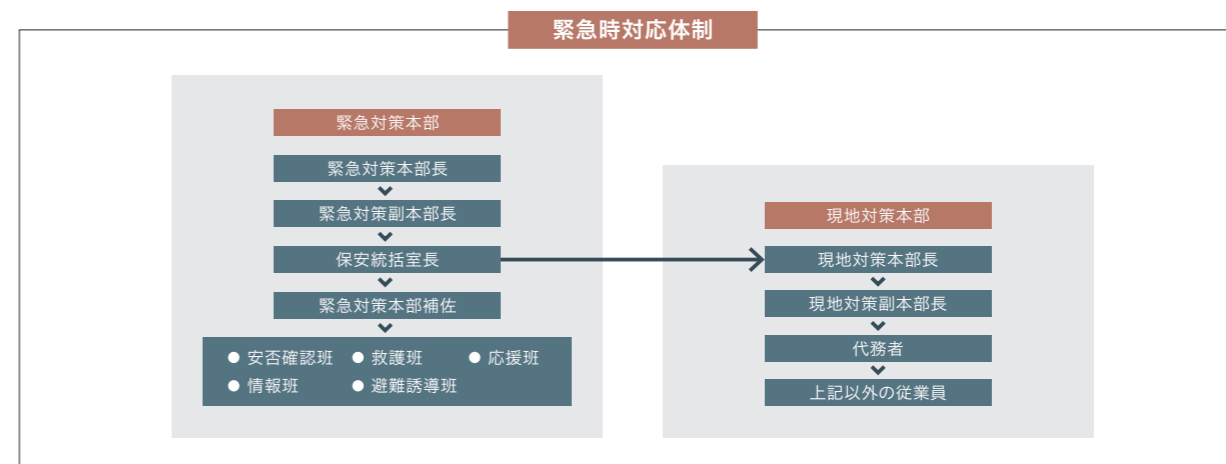 緊急時対応体制
緊急対策本部
緊急対策本部長
緊急対策副本部長
保安統括室長
緊急対策本部補佐
● 安否確認班 ● 救護班 ● 応援班
● 情報班 ● 避難誘導班
現地対策本部
現地対策本部長
現地対策副本部長
代務者
上記以外の従業員